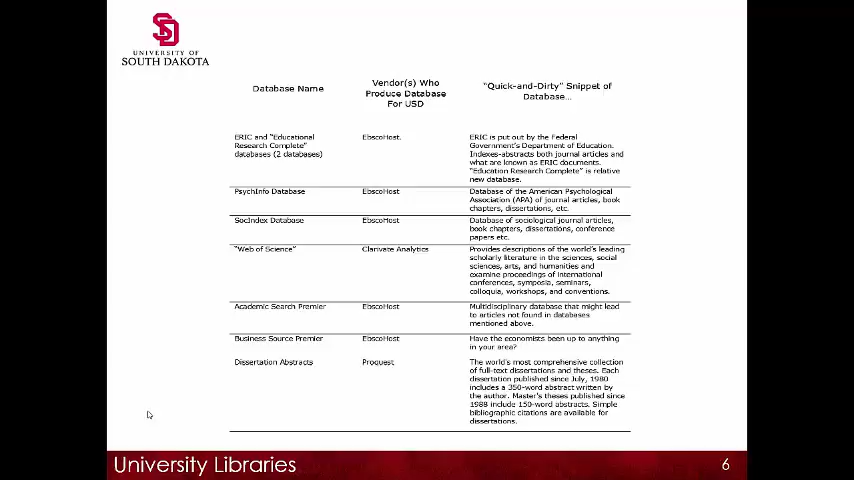 UNIVERSITY OF
SOUTH DAKOTA
Database Name
Vendor(s) Who
Produce Database
For USD
"Quick-and-Dirty" Snippet of
Database...
ERIC and "Educational
Research Complete"
databases (2 databases)
EbscoHost.
ERIC is put out by the Federal
Government's Department of Education.
Indexes-abstracts both journal articles and
what are known as ERIC documents.
"Education Research Complete" is relative
new database.
PsychInfo Database
EbscoHost
Database of the American Psychological
Association (APA) of journal articles, book
chapters, dissertations, etc.
SocIndex Database
EbscoHost
Database of sociological journal articles,
book chapters, dissertations, conference
papers etc.
"Web of Science"
Clarivate Analytics
Provides descriptions of the world's leading
scholarly literature in the sciences, social
sciences, arts, and humanities and
examine proceedings of international
conferences, symposia, seminars,
colloquia, workshops, and conventions.
Academic Search Premier
EbscoHost
Multidisciplinary database that might lead
to articles not found in databases
mentioned above.
Business Source Premier
EbscoHost
Have the economists been up to anything
in your area?
Dissertation Abstracts
Proquest
The world's most comprehensive collection
of full-text dissertations and theses. Each
dissertation published since July, 1980
includes a 350-word abstract written by
the author. Master's theses published since
1988 include 150-word abstracts. Simple
bibliographic citations are available for
dissertations.
University Libraries
6